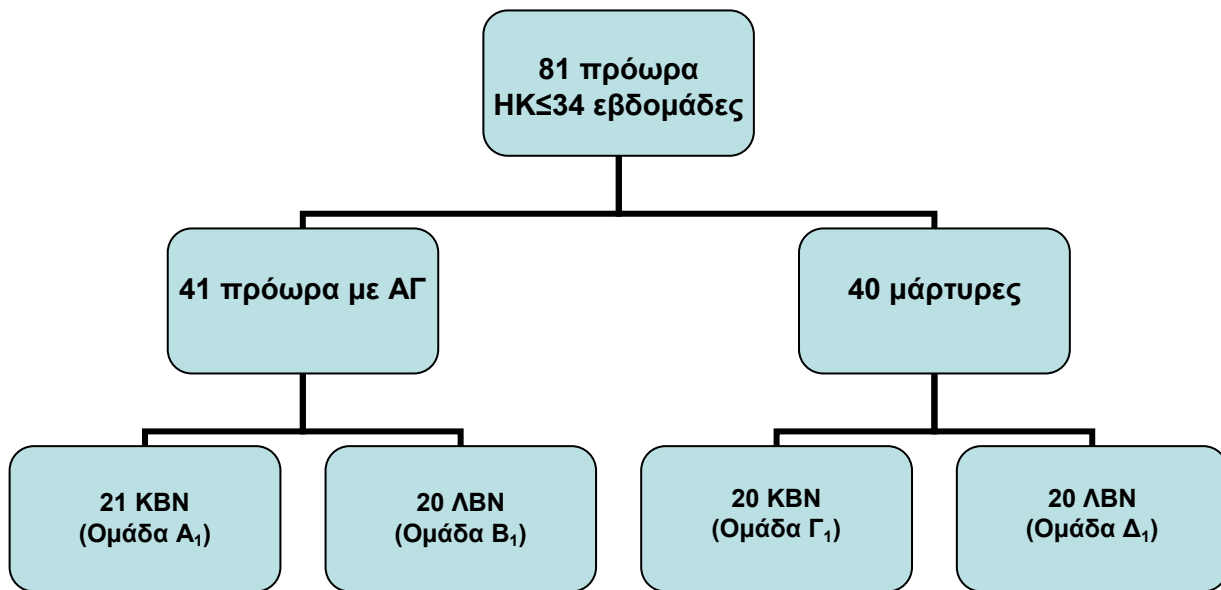 81 πρόωρα
ΗΚ≤34 εβδομάδες
41 πρόωρα με ΑΓ
40 μάρτυρες
21 ΚΒΝ
(Ομάδα Α₁)
20 ΛΒΝ
(Ομάδα Β₁)
20 ΚΒΝ
(Ομάδα Γ₁)
20 ΛΒΝ
(Ομάδα Δ₁)